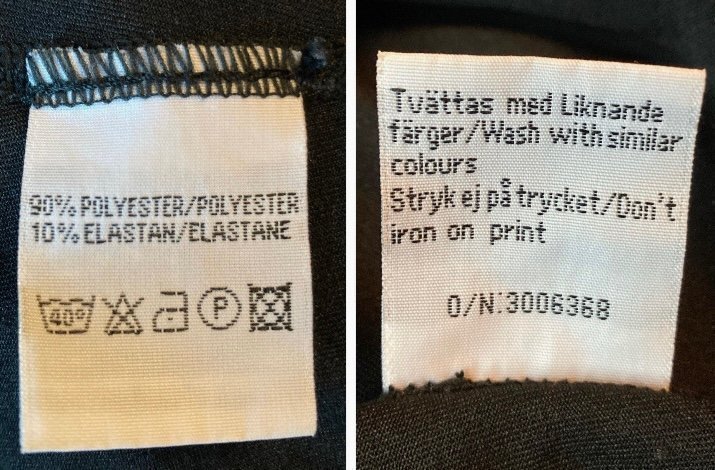 90% POLYESTER/POLYESTER
10% ELASTAN/ELASTANE
40° P
Tvättas med Liknande
färger/Wash with similar
colours
Stryk ej på trycket/Don't
iron on print
O/N:3006368